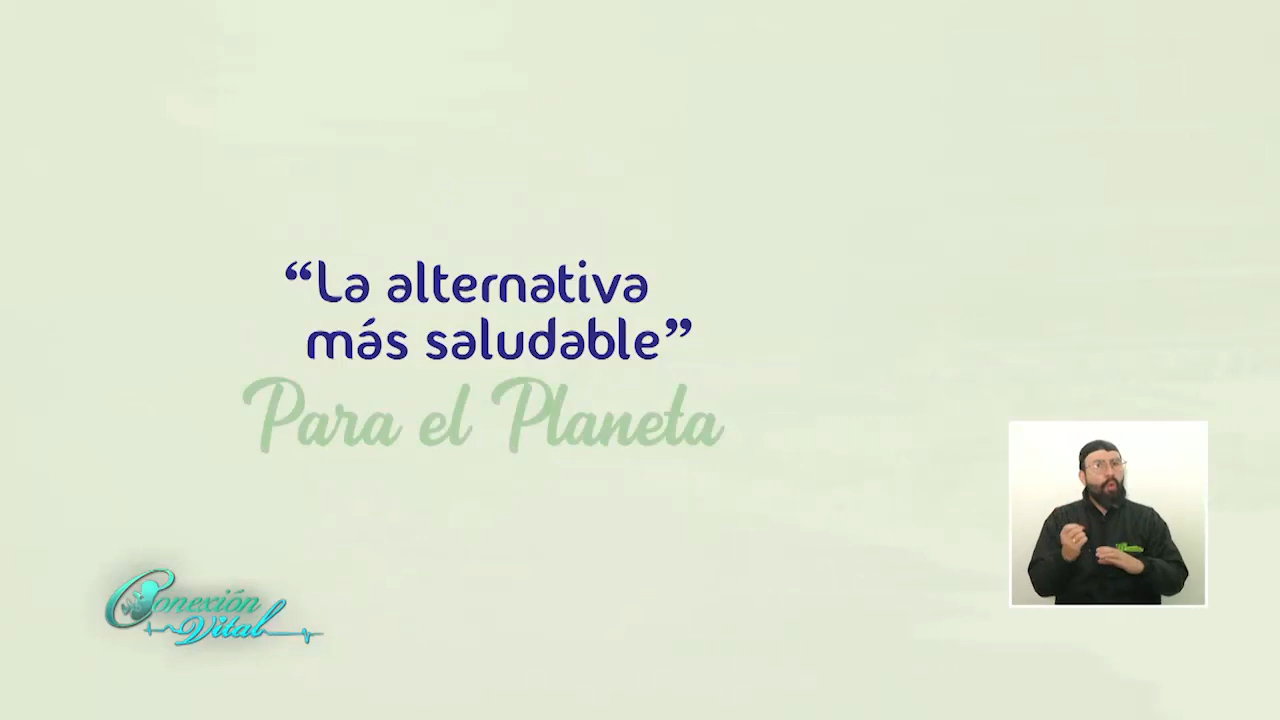 “La alternativa
más saludable”
Para el Planeta
Conexión
Vital